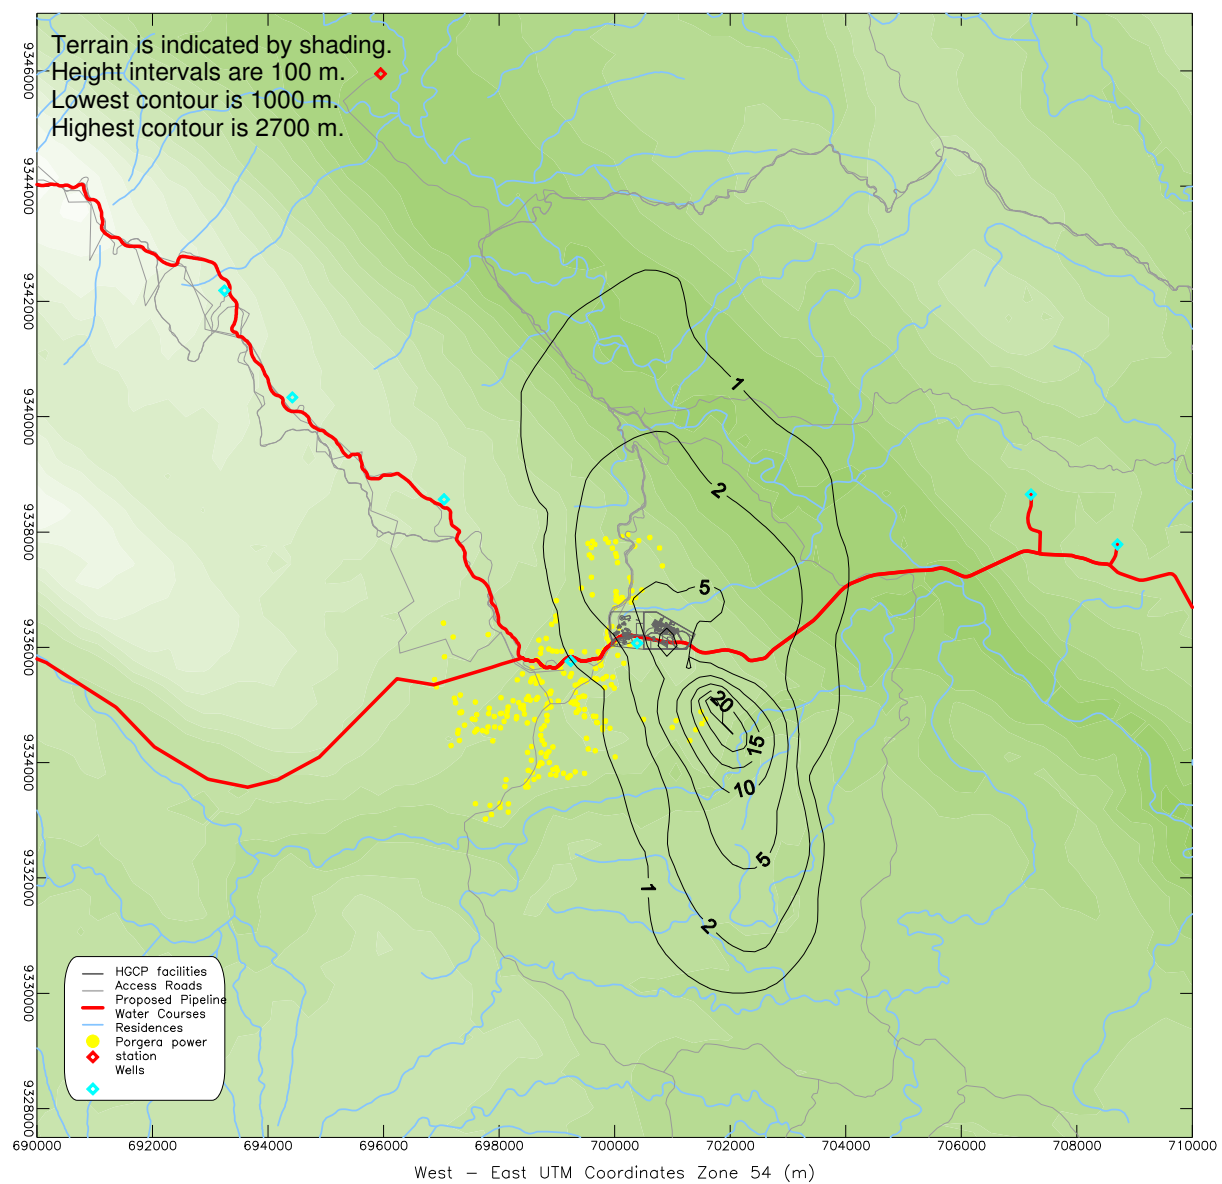 Terrain is indicated by shading.
Height intervals are 100 m.
Lowest contour is 1000 m.
Highest contour is 2700 m.
9346000
9344000
9342000
9340000
9338000
9336000
9334000
9332000
9330000
9328000
1
2
5
20
15
10
5
1
2
HGCP facilities
Access Roads
Proposed Pipeline
Water Courses
Residences
Porgera power
station
Wells
690000 692000 694000 696000 698000 700000 702000 704000 706000 708000 710000
West - East UTM Coordinates Zone 54 (m)